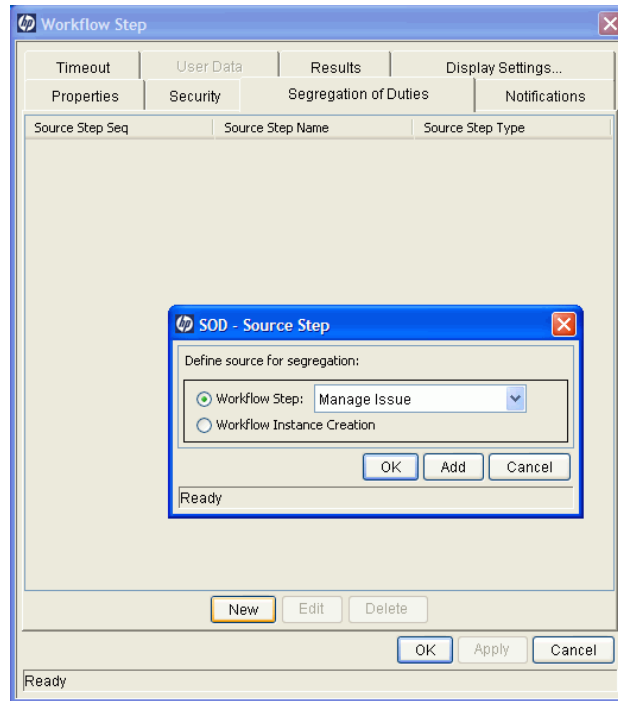 hp Workflow Step
Timeout User Data Results Display Settings...
Properties Security Segregation of Duties Notifications
Source Step Seq Source Step Name Source Step Type
hp SOD - Source Step
Define source for segregation:
Workflow Step: Manage Issue
Workflow Instance Creation
OK Add Cancel
Ready
New Edit Delete
OK Apply Cancel
Ready